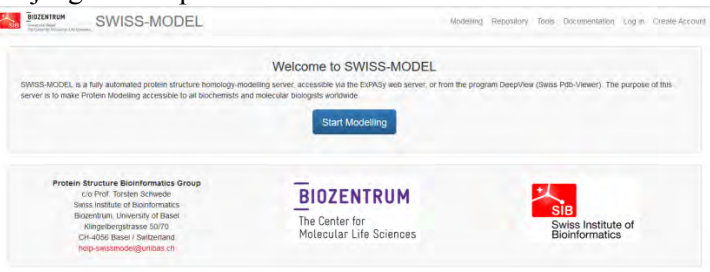 SIB BIOZENTRUM SWISS-MODEL Modelling Repository Tools Documentation Log in Create Account
Welcome to SWISS-MODEL
SWISS-MODEL is a fully automated protein structure homology-modelling server, accessible via the ExPASy web server, or from the program DeepView (Swiss Pdb-Viewer). The purpose of this
server is to make Protein Modelling accessible to all biochemists and molecular biologists worldwide.
Start Modelling
Protein Structure Bioinformatics Group
c/o Prof. Torsten Schwede
Swiss Institute of Bioinformatics
Biozentrum, University of Basel
Klingelbergstrasse 50/70
CH-4056 Basel / Switzerland
help-swissmodel@unibas.ch
BIOZENTRUM
The Center for
Molecular Life Sciences
SIB
Swiss Institute of
Bioinformatics